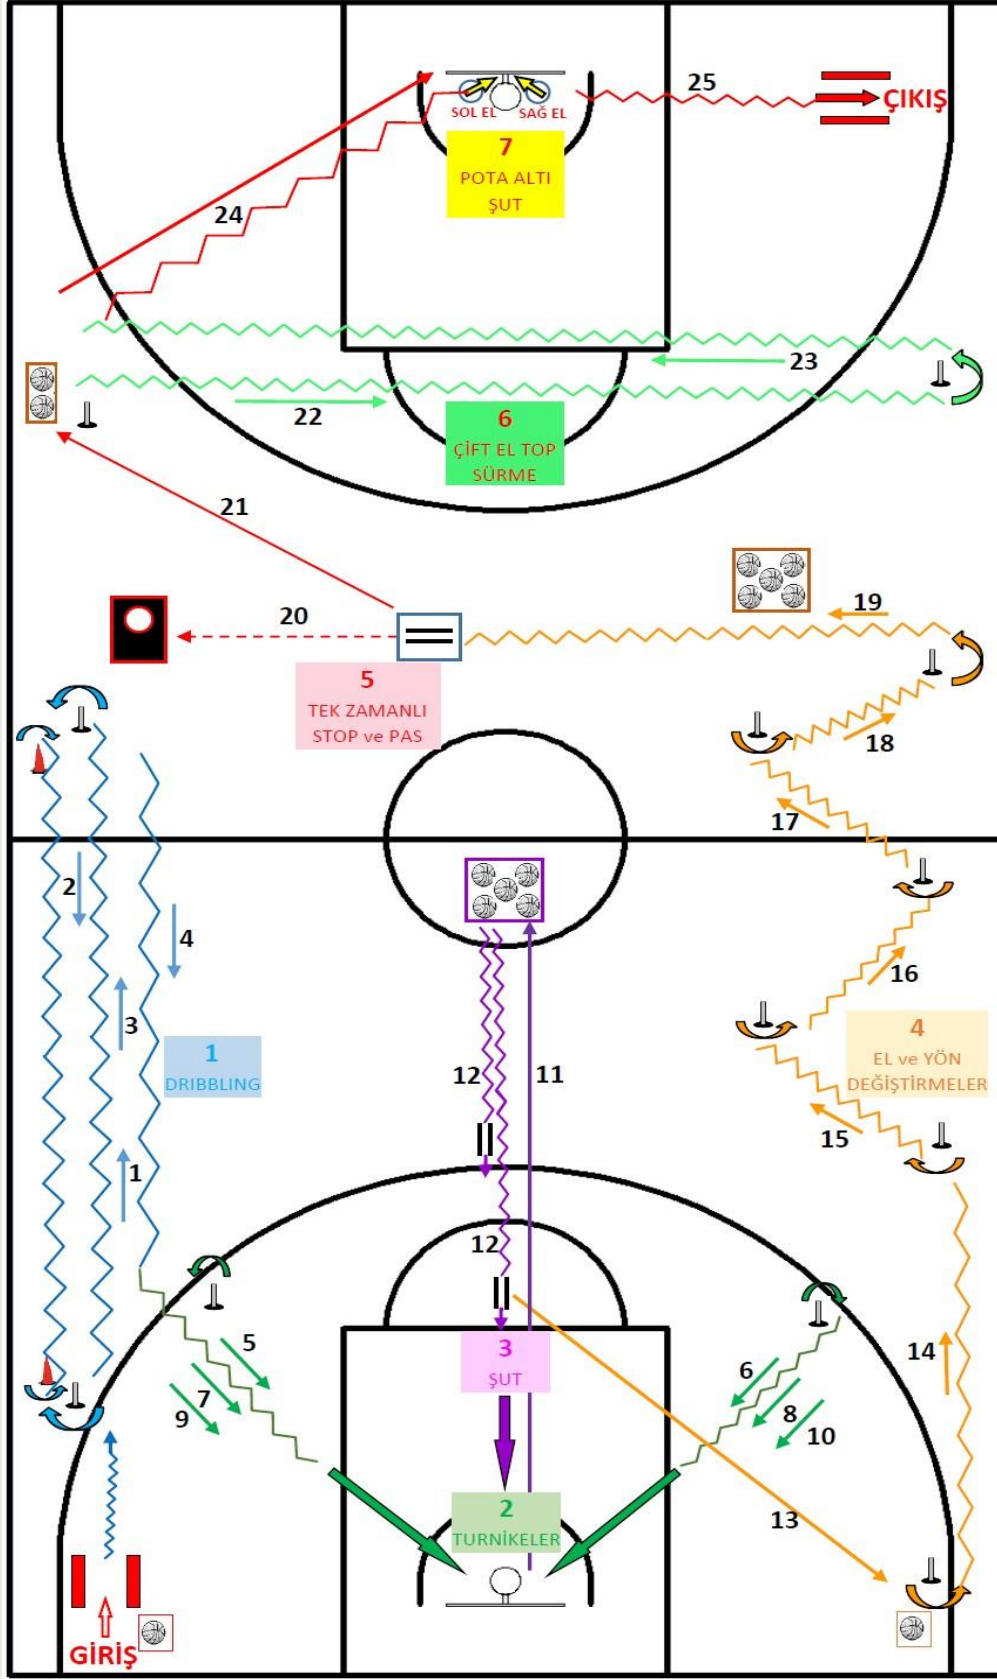 25
ÇIKIŞ
SOL EL
SAĞ EL
7
POTA ALTI
ŞUT
24
23
22
6
ÇİFT EL TOP
SÜRME
21
19
20
5
TEK ZAMANLI
STOP ve PAS
18
17
2
4
16
3
1
DRIBBLING
12
11
4
EL ve YÖN
DEĞİŞTİRMELER
15
1
12
5
3
ŞUT
6
14
7
9
8
10
2
TURNİKELER
13
GİRİŞ